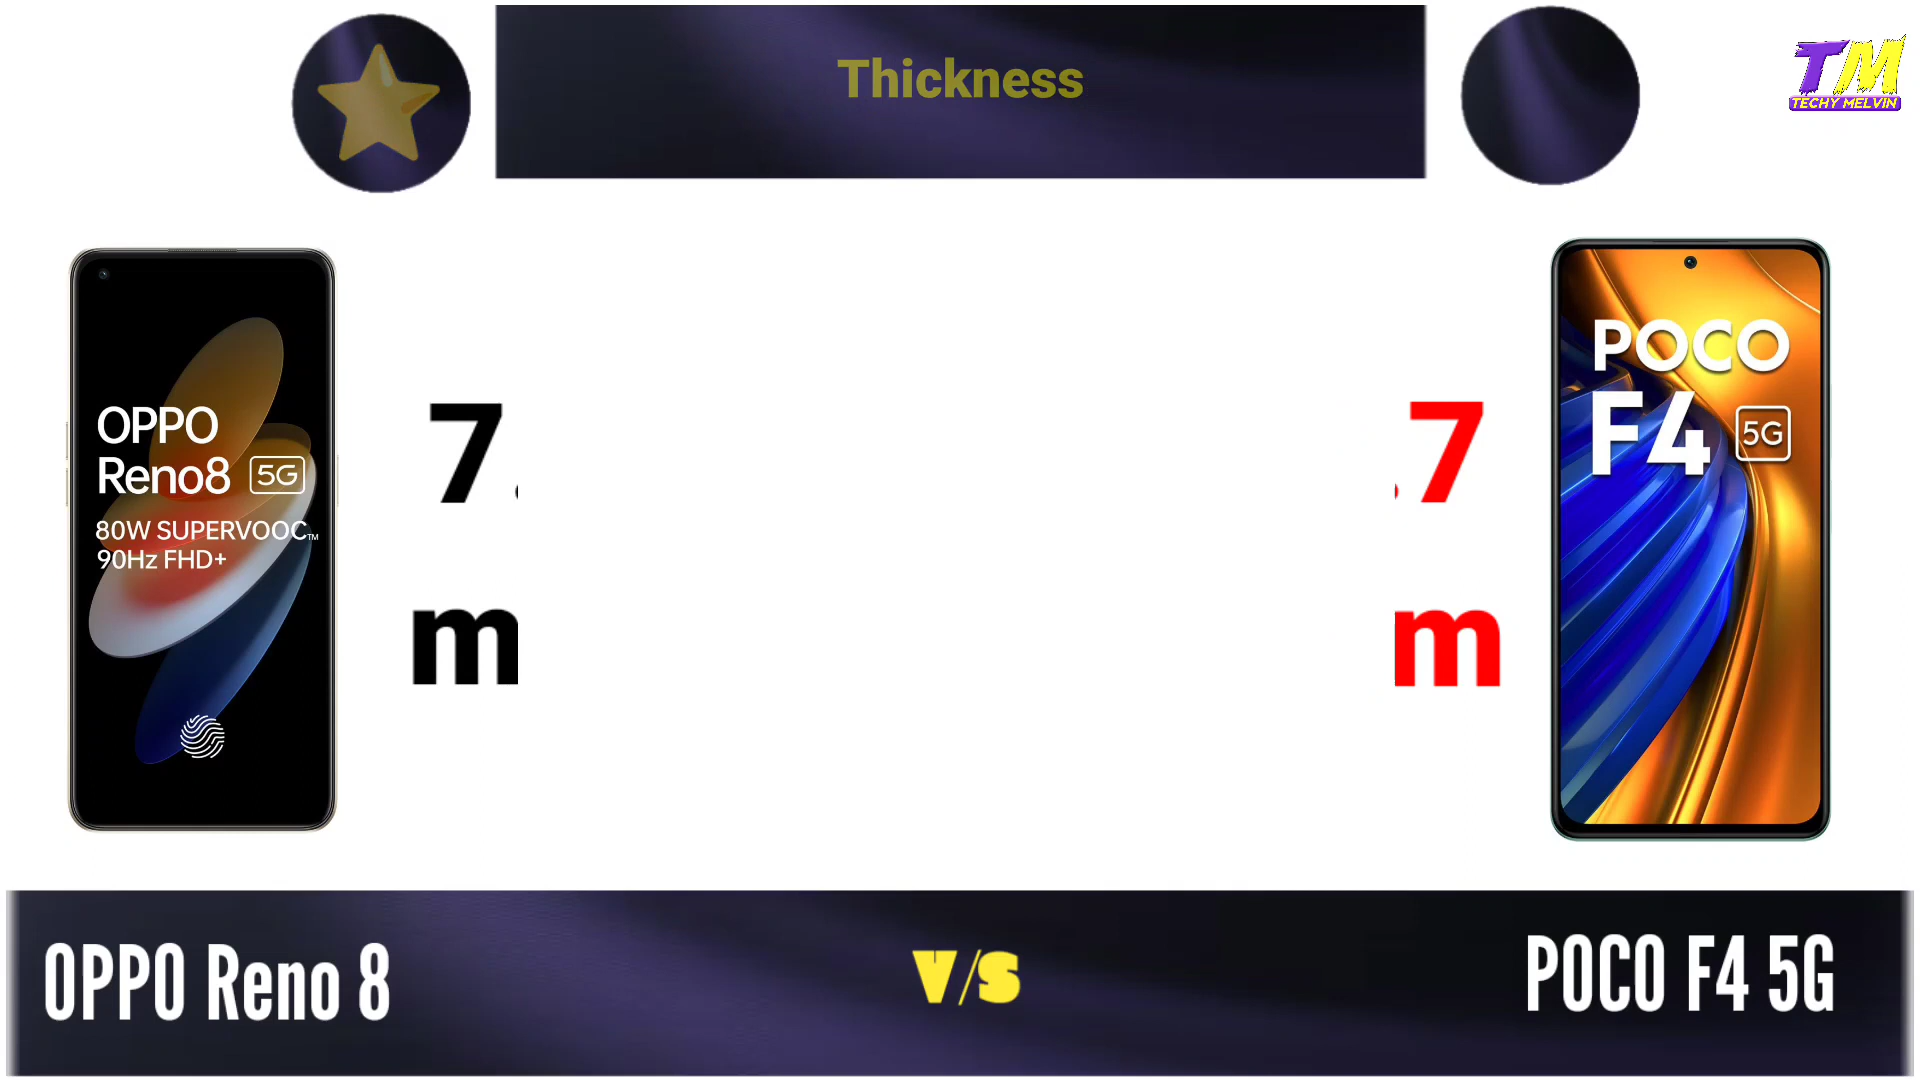 Thickness
TM
TECHY MELVIN
OPPO
Reno8 5G
80W SUPERVOOC™
90Hz FHD+
7.
m
.7
m
POCO
F4 5G
OPPO Reno 8
V/S
POCO F4 5G